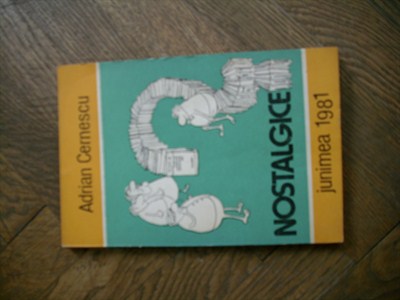 Adrian Cernescu
NOSTALGICE
junimea 1981